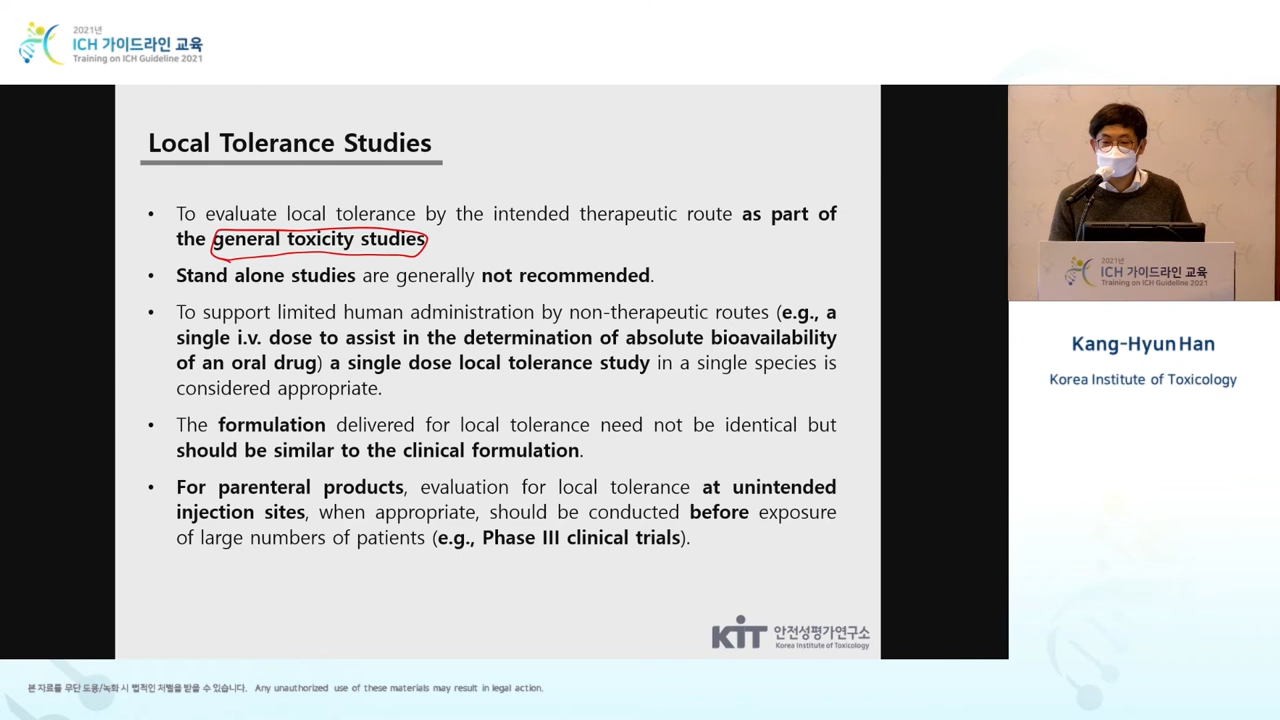 2021년
ICH 가이드라인 교육
Training on ICH Guideline 2021
Local Tolerance Studies
• To evaluate local tolerance by the intended therapeutic route as part of
the general toxicity studies
• Stand alone studies are generally not recommended.
• To support limited human administration by non-therapeutic routes (e.g., a
single i.v. dose to assist in the determination of absolute bioavailability
of an oral drug) a single dose local tolerance study in a single species is
considered appropriate.
• The formulation delivered for local tolerance need not be identical but
should be similar to the clinical formulation.
• For parenteral products, evaluation for local tolerance at unintended
injection sites, when appropriate, should be conducted before exposure
of large numbers of patients (e.g., Phase III clinical trials).
KIT 안전성평가연구소
Korea Institute of Toxicology
2021년
ICH 가이드라인 교육
Training on ICH Guideline 2021
Kang-Hyun Han
Korea Institute of Toxicology
본 자료를 무단 도용/녹화 시 법적인 처벌을 받을 수 있습니다. Any unauthorized use of these materials may result in legal action.